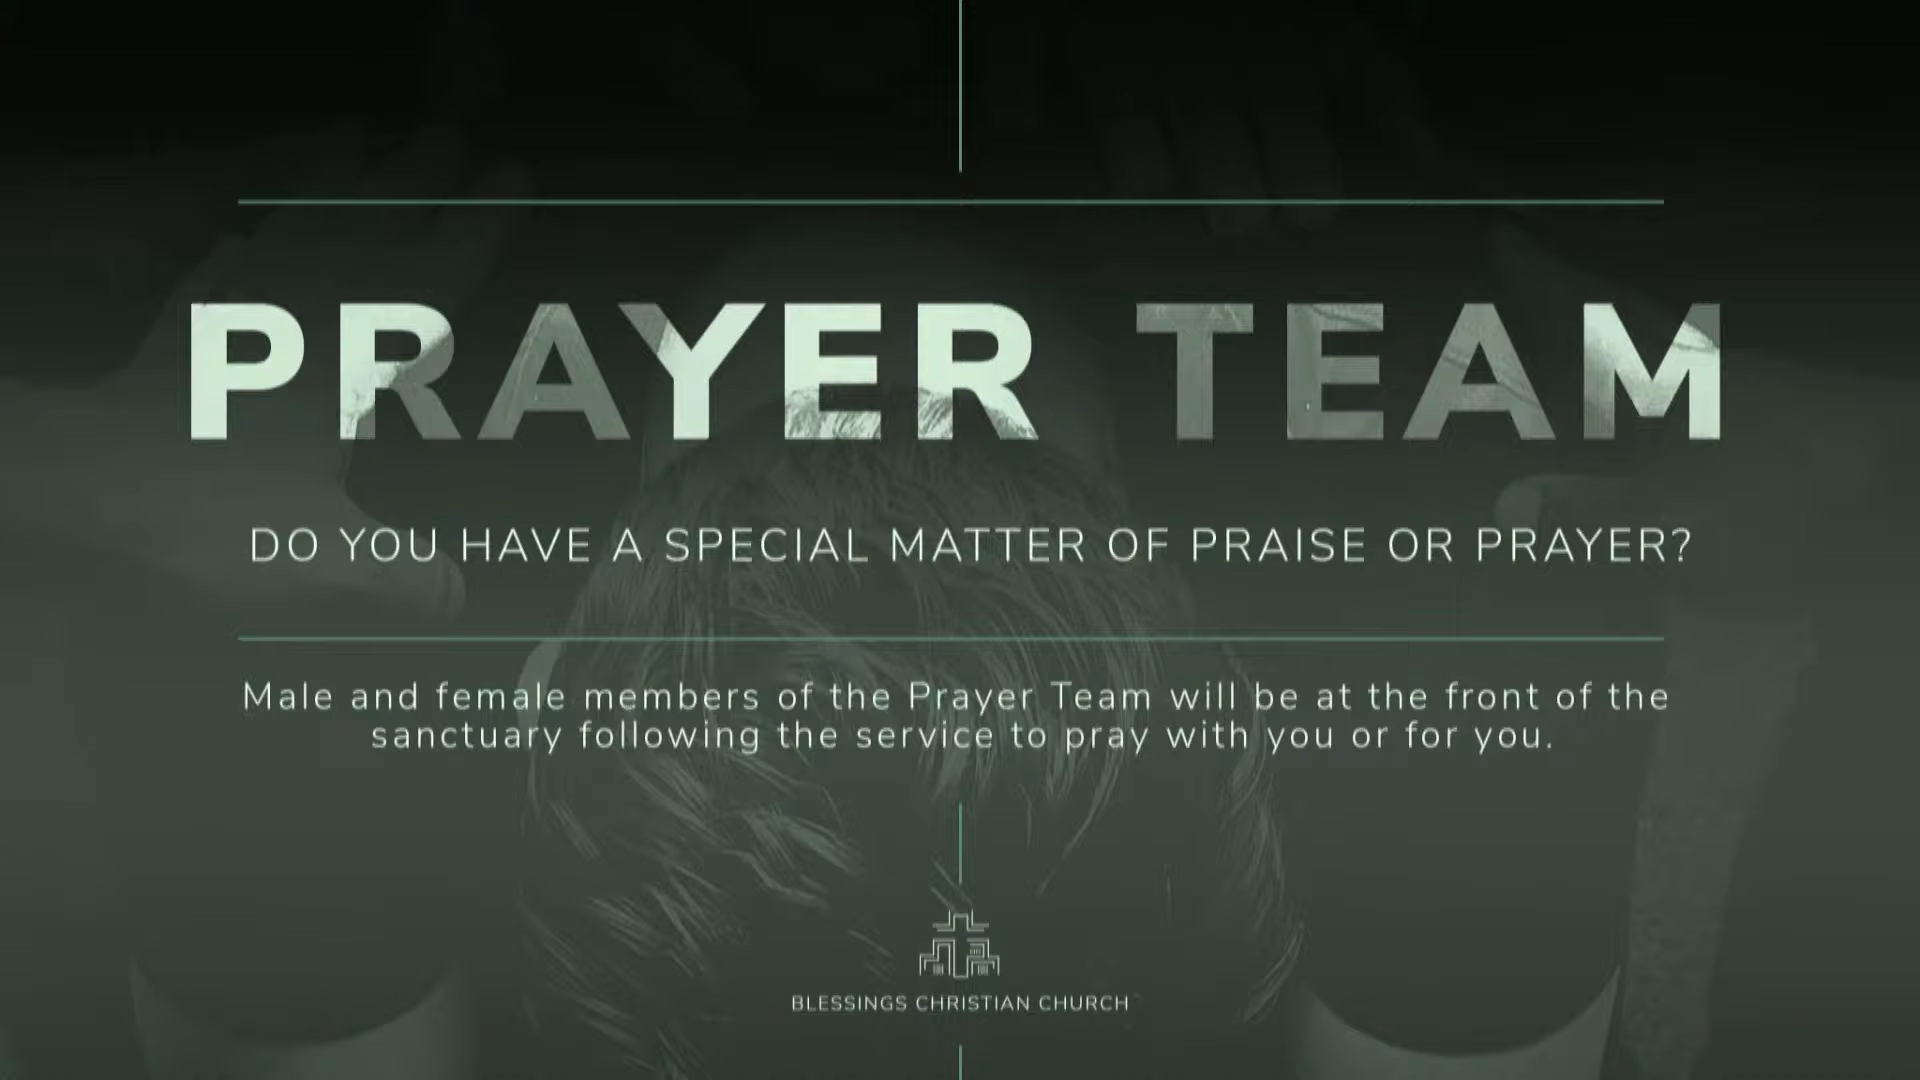 PRAYER TEAM
DO YOU HAVE A SPECIAL MATTER OF PRAISE OR PRAYER?
Male and female members of the Prayer Team will be at the front of the
sanctuary following the service to pray with you or for you.
BLESSINGS CHRISTIAN CHURCH